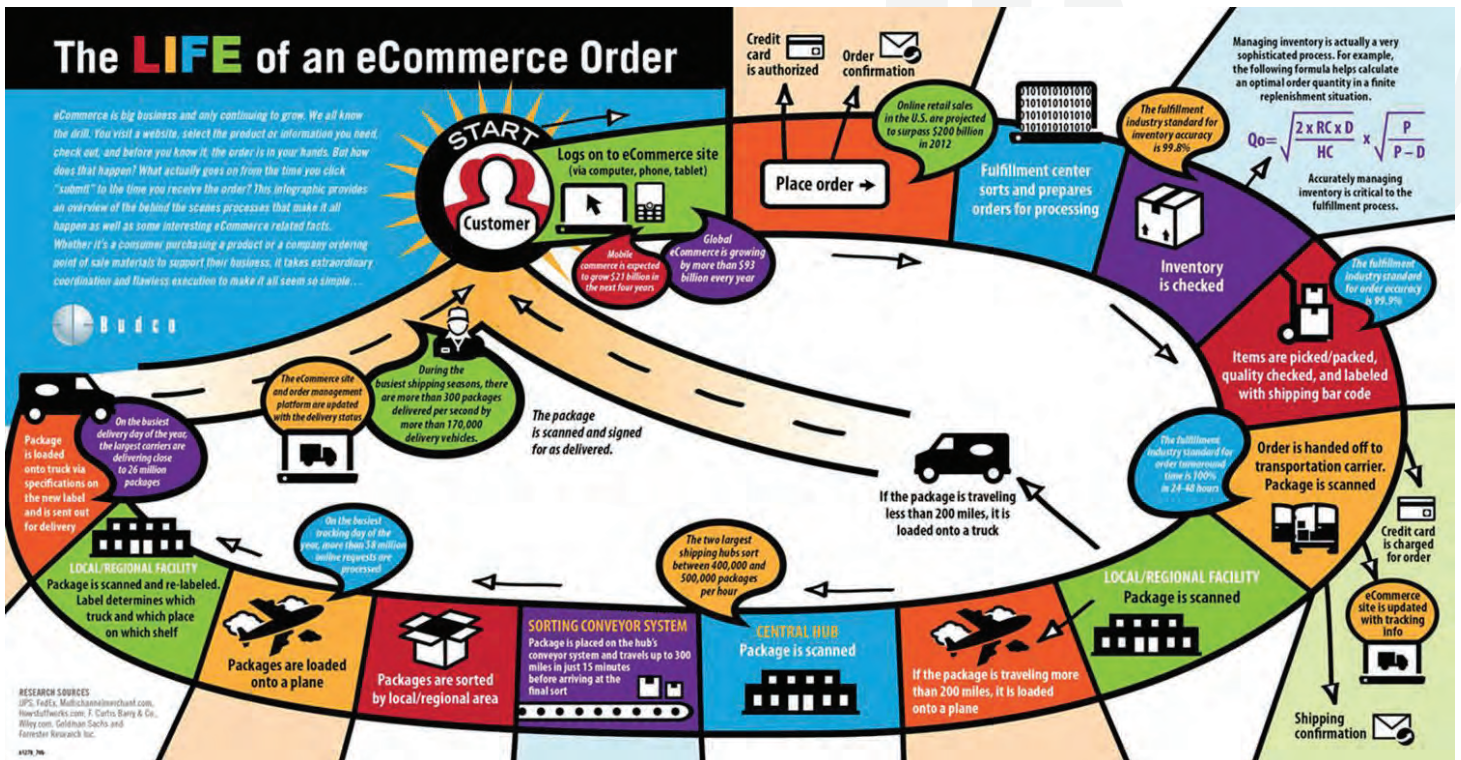 The LIFE of an eCommerce Order
eCommerce is big business and only continuing to grow. We all know
the drill. You visit a website, select the product or information you need,
check out, and before you know it, the order is in your hands. But how
does that happen? What actually goes on from the time you click
"submit" to the time you receive the order? This infographic provides
an overview of the behind the scenes processes that make it all
happen as well as some interesting eCommerce related facts.
Whether it's a consumer purchasing a product or a company ordering
point of sale materials to support their business, it takes extraordinary
coordination and flawless execution to make it all seem so simple…
Budco
START
Customer
Logs on to eCommerce site
(via computer, phone, tablet)
Mobile
commerce is expected
to grow $21 billion in
the next four years
Global
eCommerce is growing
by more than $93
billion every year
Credit
card
is authorized
Order
confirmation
Place order
Online retail sales
in the U.S. are projected
to surpass $200 billion
in 2012
1010101010101
0101010101010
1010101010101
Fulfillment center
sorts and prepares
orders for processing
The fulfillment
industry standard for
inventory accuracy
is 99.8%
Inventory
is checked
Managing inventory is actually a very
sophisticated process. For example,
the following formula helps calculate
an optimal order quantity in a finite
replenishment situation.
Qo= √(2 x RC x D / HC) x √(P / P – D)
Accurately managing
inventory is critical to the
fulfillment process.
The fulfillment
industry standard
for order accuracy
is 99.9%
Items are picked/packed,
quality checked, and labeled
with shipping bar code
The fulfillment
industry standard for
order turnaround
time is 100%
in 24-48 hours
Order is handed off to
transportation carrier.
Package is scanned
Credit card
is charged
for order
eCommerce
site is updated
with tracking
info
Shipping
confirmation
LOCAL/REGIONAL FACILITY
Package is scanned
If the package is traveling
less than 200 miles, it is
loaded onto a truck
If the package is traveling more
than 200 miles, it is loaded
onto a plane
The two largest
shipping hubs sort
between 400,000 and
500,000 packages
per hour
CENTRAL HUB
Package is scanned
SORTING CONVEYOR SYSTEM
Package is placed on the hub's
conveyor system and travels up to 300
miles in just 15 minutes
before arriving at the
final sort
Packages are sorted
by local/regional area
On the busiest
tracking day of the
year, more than 58 million
online requests are
processed
Packages are loaded
onto a plane
LOCAL/REGIONAL FACILITY
Package is scanned and re-labeled.
Label determines which
truck and which place
on which shelf
Package
is loaded
onto truck via
specifications on
the new label
and is sent out
for delivery
On the busiest
delivery day of the year,
the largest carriers are
delivering close
to 26 million
packages
The eCommerce site
and order management
platform are updated
with the delivery status
During the
busiest shipping seasons, there
are more than 300 packages
delivered per second by
more than 170,000
delivery vehicles.
The package
is scanned and signed
for as delivered.
RESEARCH SOURCES
UPS, FedEx, Multichannelmerchant.com,
Howstuffworks.com, F. Curtis Barry & Co.,
Wiley.com, Goldman Sachs and
Forrester Research Inc.